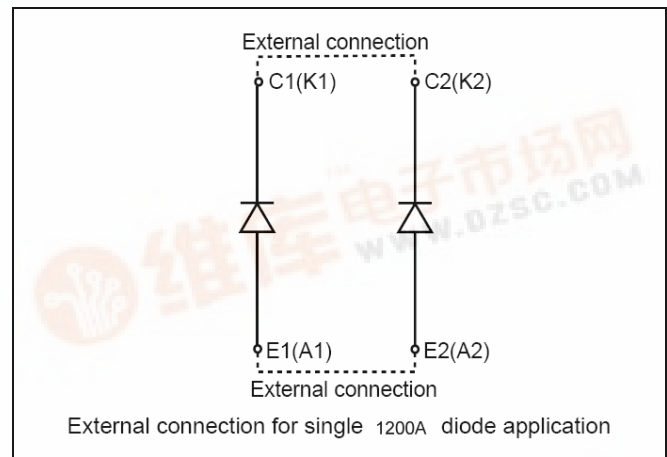 External connection
C1(K1) C2(K2)
维库电子市场网
TM
WWW.DZSC.COM
E1(A1) E2(A2)
External connection
External connection for single 1200A diode application